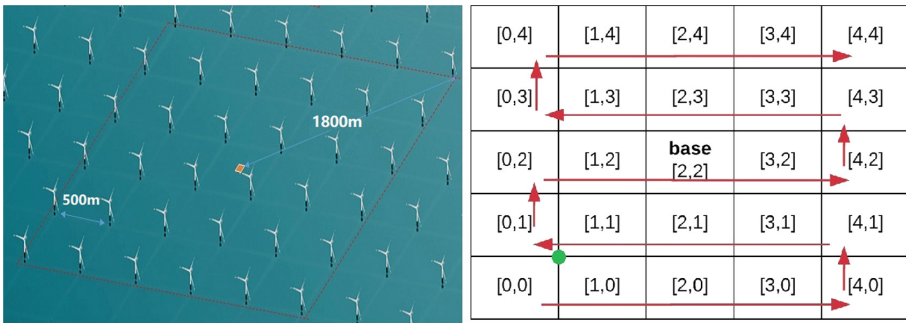 1800m
500m
[0,4] [1,4] [2,4] [3,4] [4,4]
[0,3] [1,3] [2,3] [3,3] [4,3]
base
[0,2] [1,2] [2,2] [3,2] [4,2]
[0,1] [1,1] [2,1] [3,1] [4,1]
[0,0] [1,0] [2,0] [3,0] [4,0]